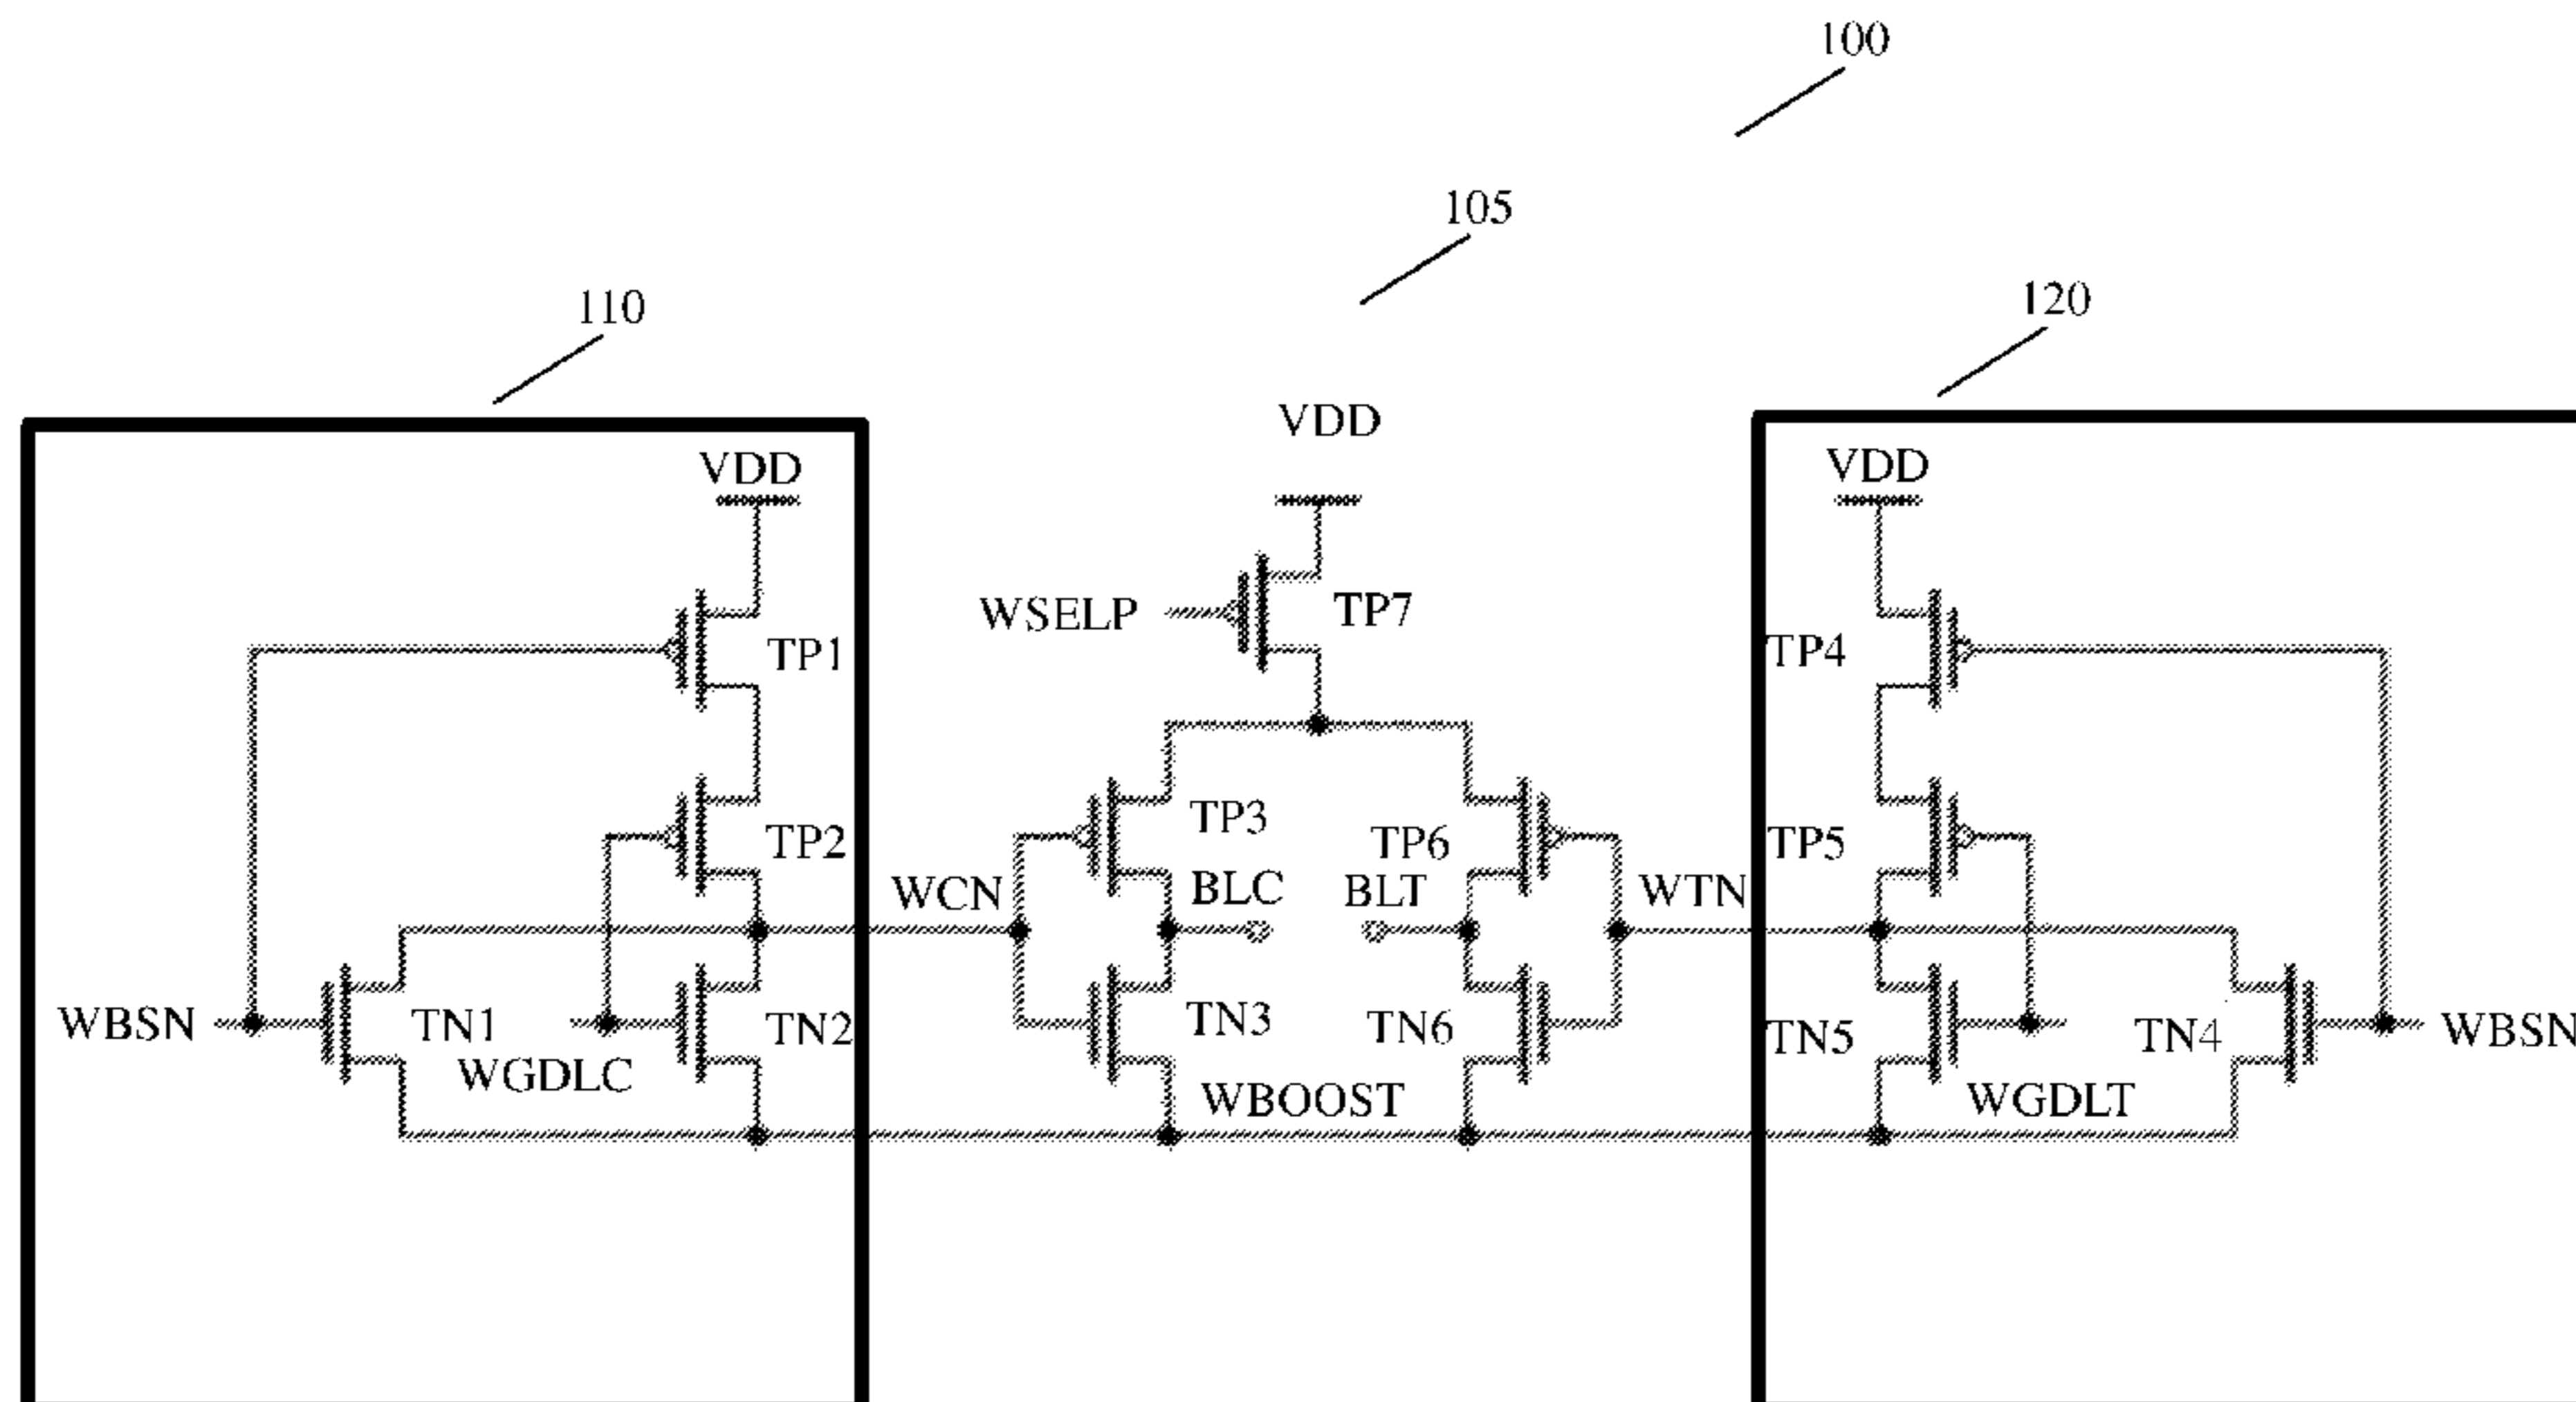 100
105
110
120
VDD
VDD
VDD
WSELP
TP7
TP1
TP4
TP3
TP2
TP6
TP5
WCN
BLC
BLT
WTN
WBSN
TN1
TN2
TN3
TN6
TN5
TN4
WBSN
WGDLC
WBOOST
WGDLT